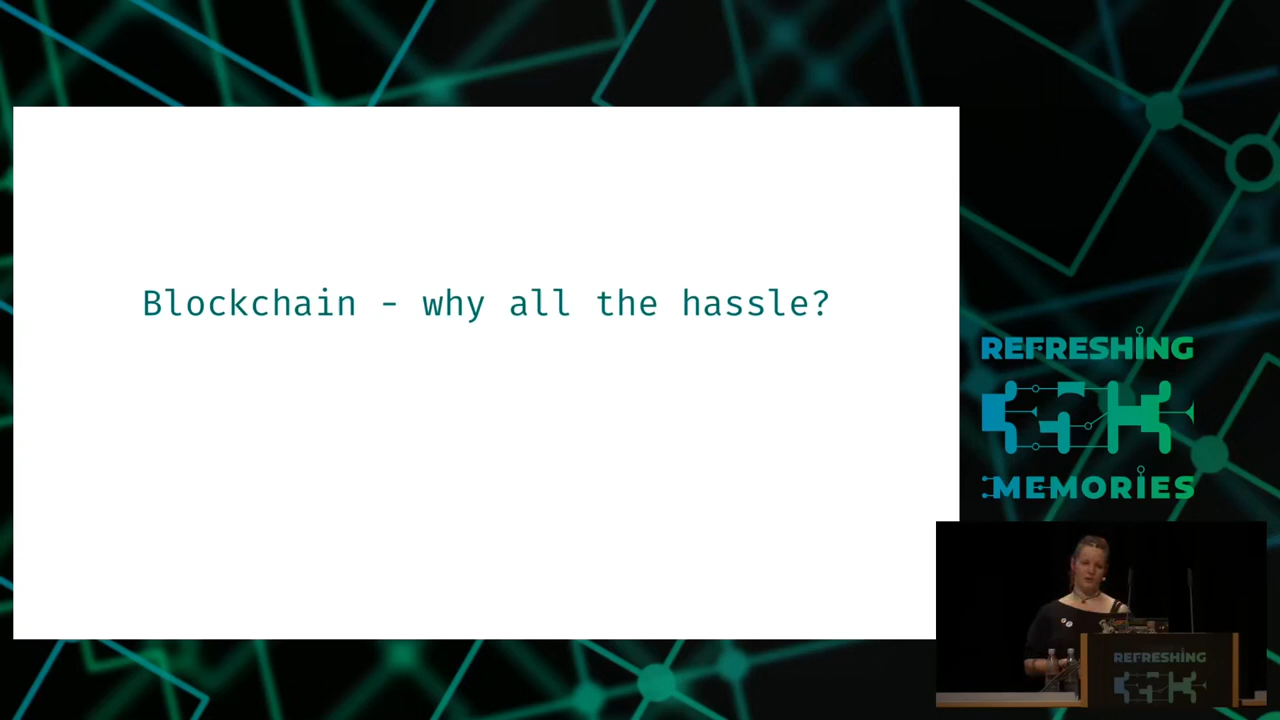 Blockchain - why all the hassle?
REFRESHING
MEMORIES
REFRESHING